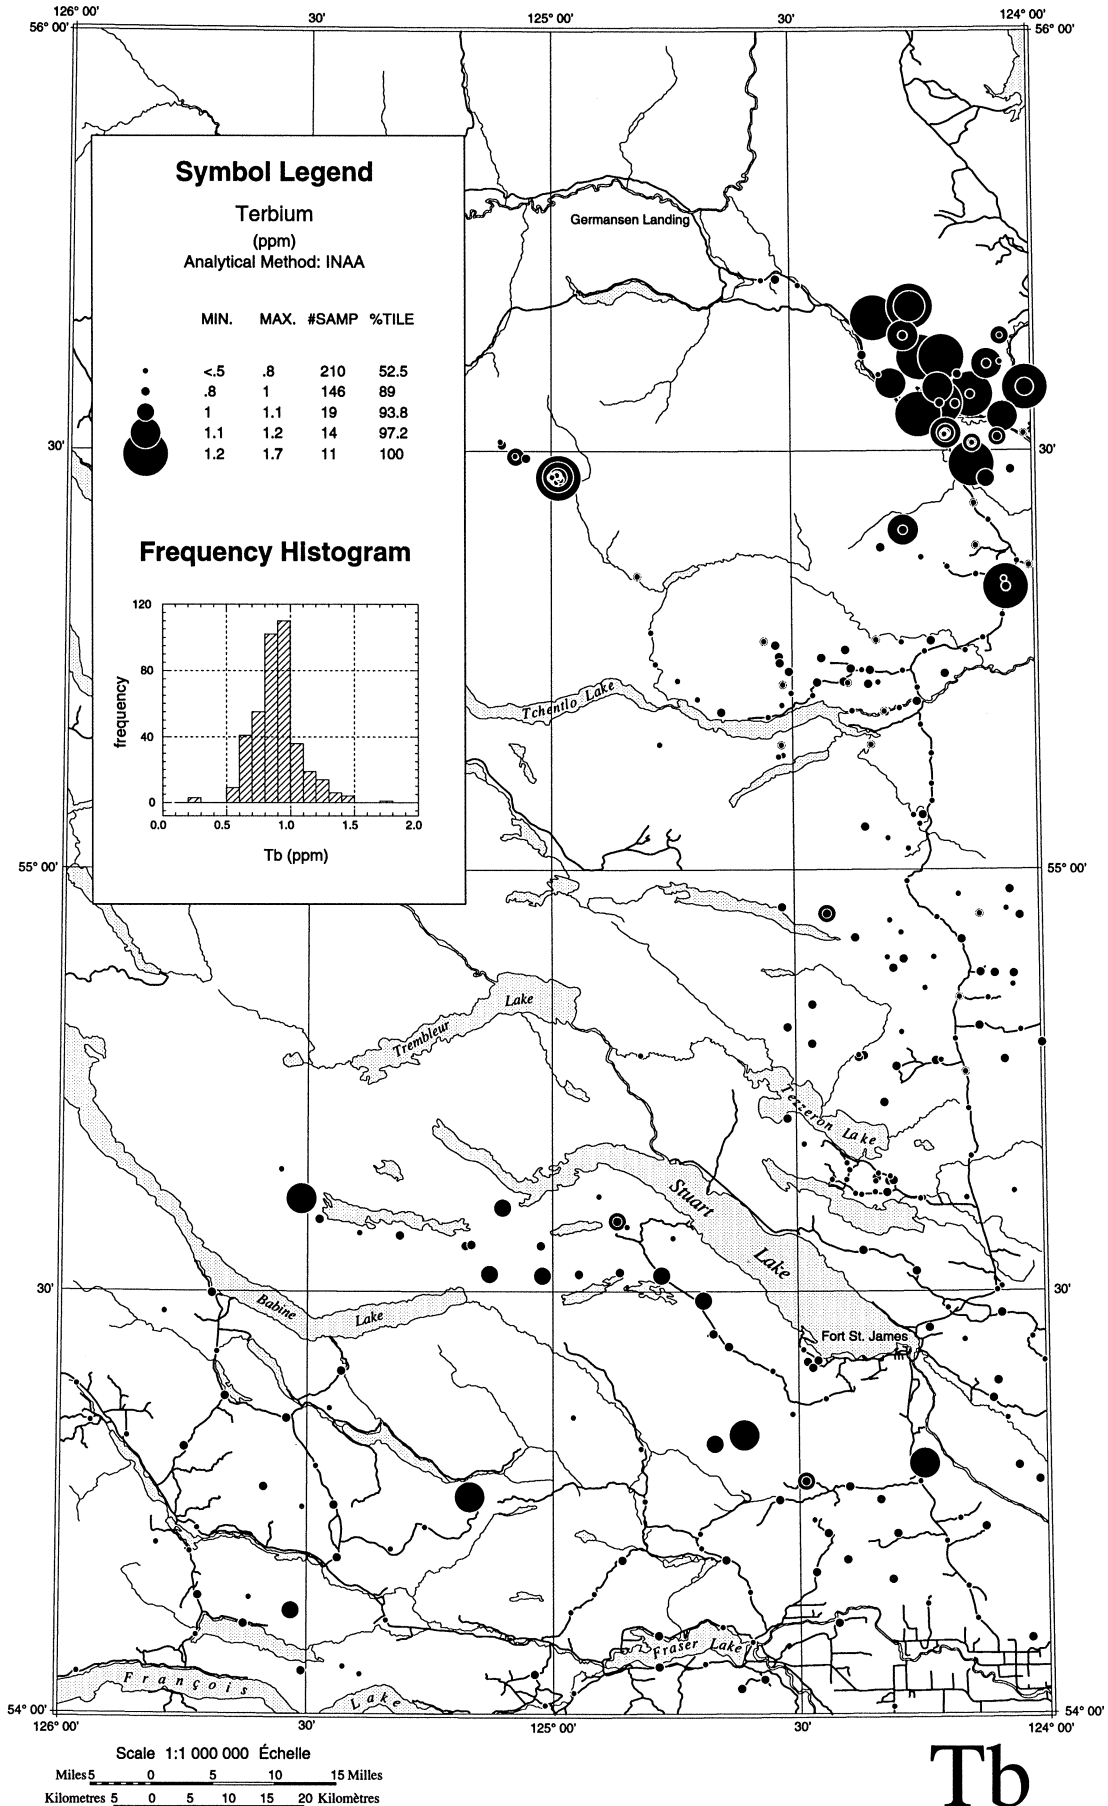 126° 00' 30' 125° 00' 30' 124° 00'
56° 00' 56° 00'
Symbol Legend
Terbium
(ppm)
Analytical Method: INAA
MIN. MAX. #SAMP %TILE
<.5 .8 210 52.5
.8 1 146 89
1 1.1 19 93.8
1.1 1.2 14 97.2
1.2 1.7 11 100
Germansen Landing
30' 30'
Frequency Histogram
120
80
40
0
frequency
0.0 0.5 1.0 1.5 2.0
Tb (ppm)
Tchentlo Lake
55° 00' 55° 00'
Trembleur Lake
Tezzeron Lake
Stuart Lake
30' 30'
Babine Lake
Fort St. James
Fraser Lake
François Lake
54° 00' 54° 00'
126° 00' 30' 125° 00' 30' 124° 00'
Scale 1:1 000 000 Échelle
Miles 5 0 5 10 15 Milles
Kilometres 5 0 5 10 15 20 Kilomètres
Tb